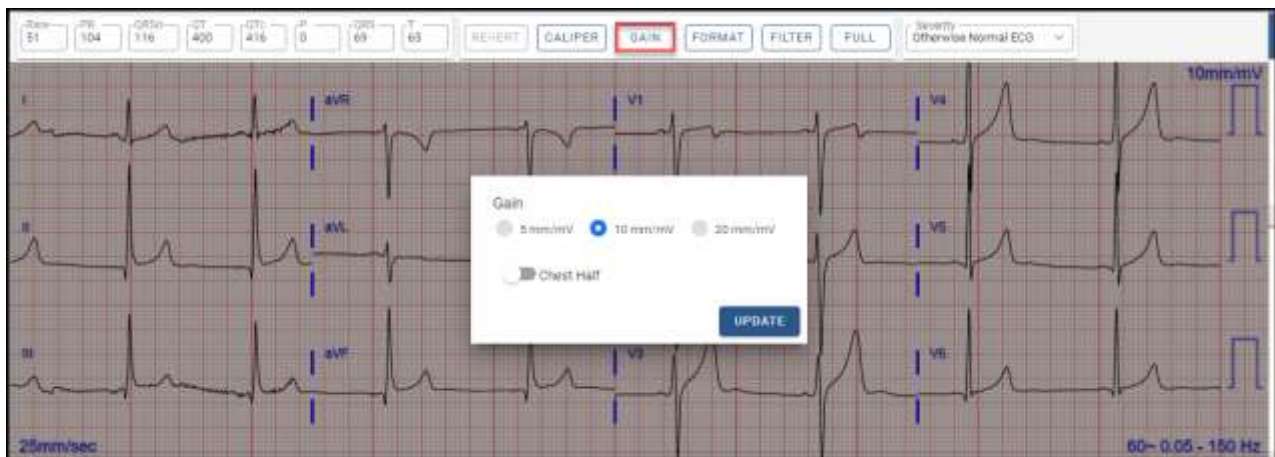 Rate PR QRSD QT QTc P QRS T Severity
51 104 116 400 416 0 69 65 REVERT CALIPER GAIN FORMAT FILTER FULL Otherwise Normal ECG
10mm/mV
I aVR V1 V4
Gain
5 mm/mV 10 mm/mV 20 mm/mV
II aVL V5
Chest Half
UPDATE
III aVF V3 V6
25mm/sec 60~ 0.05 - 150 Hz